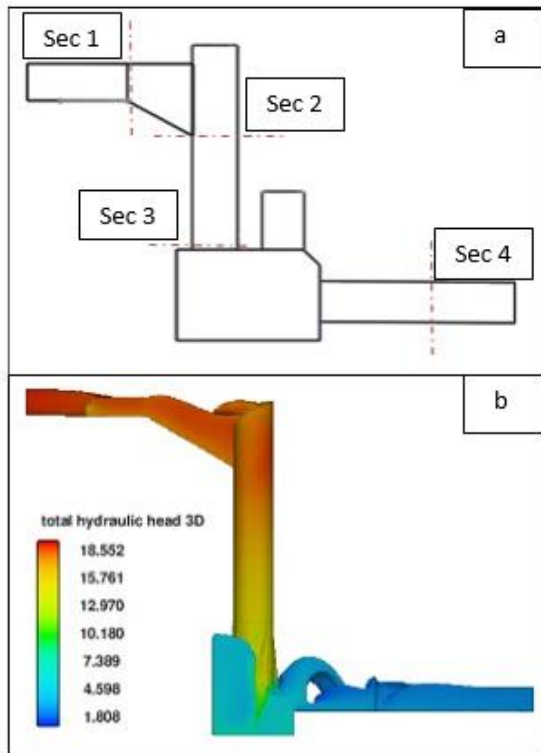 Sec 1
a
Sec 2
Sec 3
Sec 4
b
total hydraulic head 3D
18.552
15.761
12.970
10.180
7.389
4.598
1.808